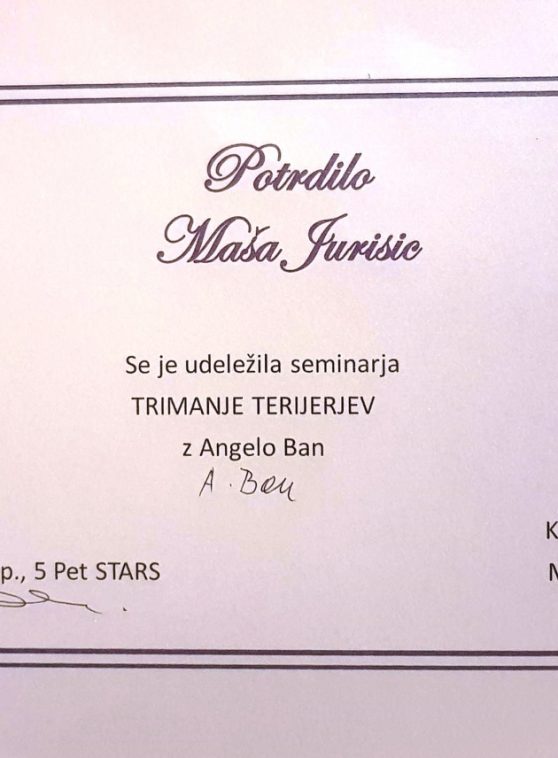 Potrdilo
Maša Jurisic
Se je udeležila seminarja
TRIMANJE TERIJERJEV
z Angelo Ban
A. Ban
K
p., 5 Pet STARS
N